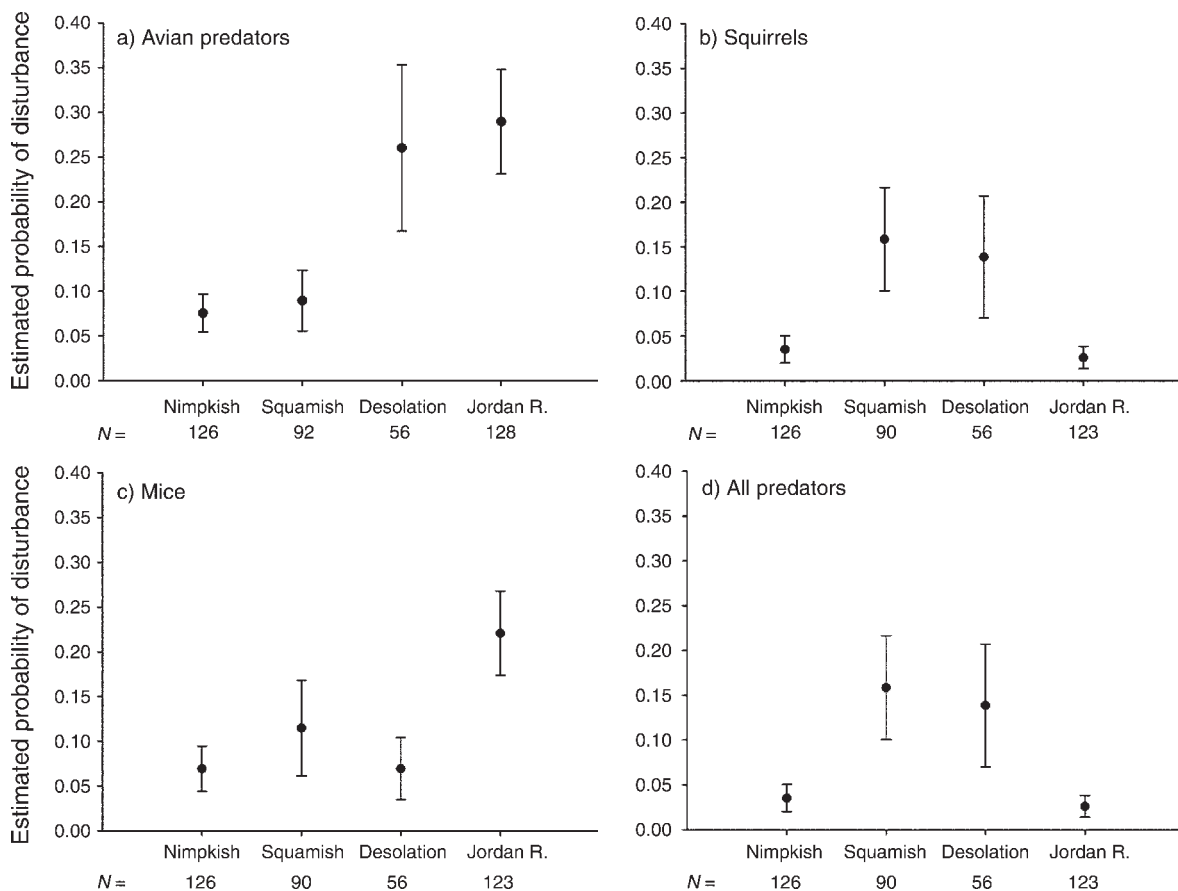 a) Avian predators
Estimated probability of disturbance
0.40
0.35
0.30
0.25
0.20
0.15
0.10
0.05
0.00
Nimpkish Squamish Desolation Jordan R.
N = 126 92 56 128
b) Squirrels
0.40
0.35
0.30
0.25
0.20
0.15
0.10
0.05
0.00
Nimpkish Squamish Desolation Jordan R.
N = 126 90 56 123
c) Mice
Estimated probability of disturbance
0.40
0.35
0.30
0.25
0.20
0.15
0.10
0.05
0.00
Nimpkish Squamish Desolation Jordan R.
N = 126 90 56 123
d) All predators
0.40
0.35
0.30
0.25
0.20
0.15
0.10
0.05
0.00
Nimpkish Squamish Desolation Jordan R.
N = 126 90 56 123